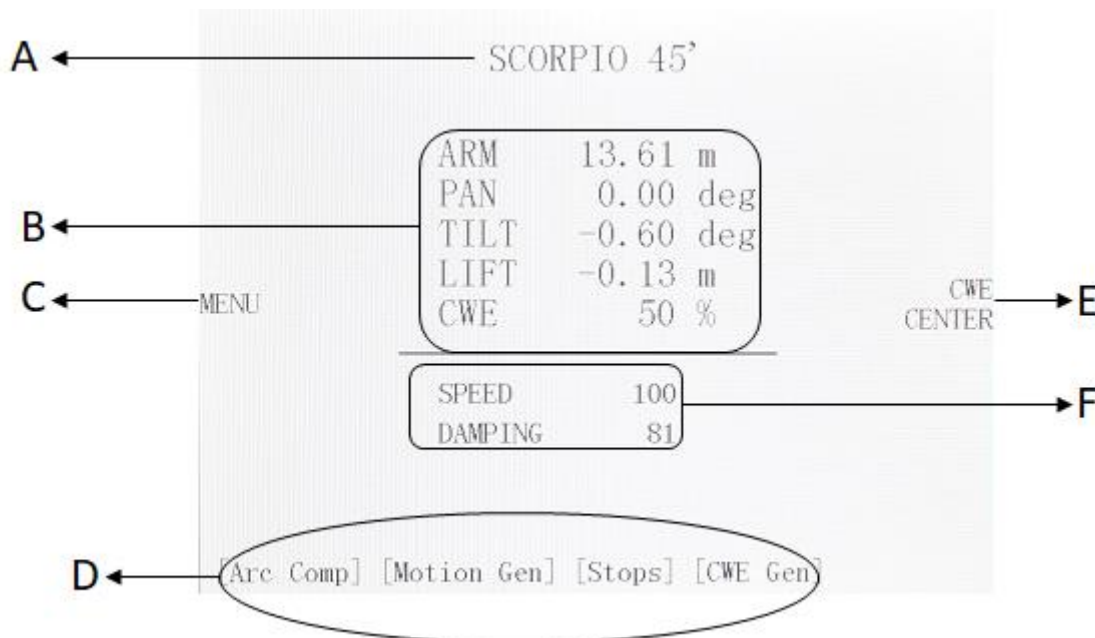 A
SCORPIO 45'
ARM 13.61 m
PAN 0.00 deg
B
TILT -0.60 deg
LIFT -0.13 m
C
MENU
CWE
CENTER
E
CWE 50 %
SPEED 100
F
DAMPING 81
D
[Arc Comp] [Motion Gen] [Stops] [CWE Gen]